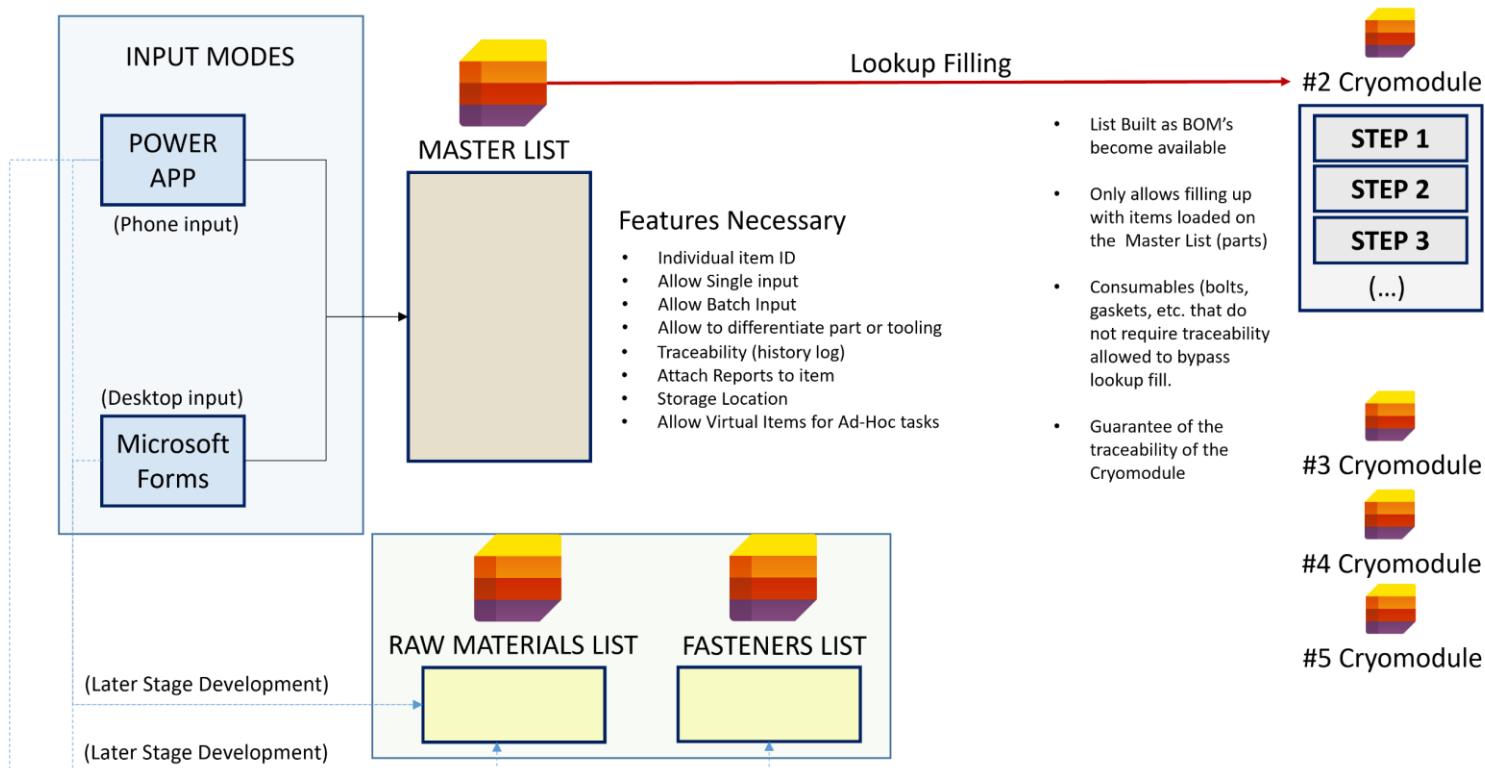 INPUT MODES
POWER
APP
(Phone input)
(Desktop input)
Microsoft
Forms
MASTER LIST
Features Necessary
• Individual item ID
• Allow Single input
• Allow Batch Input
• Allow to differentiate part or tooling
• Traceability (history log)
• Attach Reports to item
• Storage Location
• Allow Virtual Items for Ad-Hoc tasks
Lookup Filling
• List Built as BOM's
become available
• Only allows filling up
with items loaded on
the Master List (parts)
• Consumables (bolts,
gaskets, etc. that do
not require traceability
allowed to bypass
lookup fill.
• Guarantee of the
traceability of the
Cryomodule
#2 Cryomodule
STEP 1
STEP 2
STEP 3
(...)
#3 Cryomodule
#4 Cryomodule
#5 Cryomodule
RAW MATERIALS LIST
FASTENERS LIST
(Later Stage Development)
(Later Stage Development)